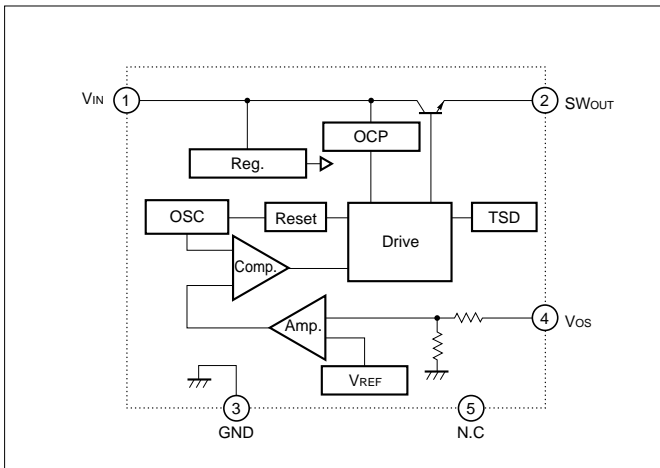 VIN
1
2
SWOUT
OCP
Reg.
OSC
Reset
Drive
TSD
Comp.
Amp.
4
VOS
VREF
3
GND
5
N.C